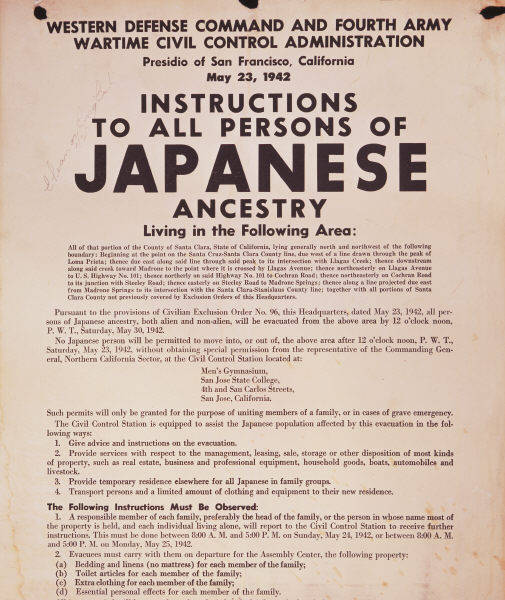 WESTERN DEFENSE COMMAND AND FOURTH ARMY
WARTIME CIVIL CONTROL ADMINISTRATION
Presidio of San Francisco, California
May 23, 1942
INSTRUCTIONS
TO ALL PERSONS OF
JAPANESE
ANCESTRY
Living in the Following Area:
All of that portion of the County of Santa Clara, State of California, lying generally north and northwest of the following
boundary: Beginning at the point on the Santa Cruz-Santa Clara County line, due west of a line drawn through the peak of
Loma Prieta; thence due east along said line through said peak to its intersection with Llagas Creek; thence downstream
along said creek toward Madrone to the point where it is crossed by Llagas Avenue; thence northeasterly on Llagas Avenue
to U. S. Highway No. 101; thence northerly on said Highway No. 101 to Cochran Road; thence northeasterly on Cochran Road
to its junction with Steeley Road; thence easterly on Steeley Road to Madrone Springs; thence along a line projected due east
from Madrone Springs to its intersection with the Santa Clara-Stanislaus County line; together with all portions of Santa
Clara County not previously covered by Exclusion Orders of this Headquarters.
Pursuant to the provisions of Civilian Exclusion Order No. 96, this Headquarters, dated May 23, 1942, all per-
sons of Japanese ancestry, both alien and non-alien, will be evacuated from the above area by 12 o'clock noon,
P. W. T., Saturday, May 30, 1942.
No Japanese person will be permitted to move into, or out of, the above area after 12 o'clock noon, P. W. T.,
Saturday, May 23, 1942, without obtaining special permission from the representative of the Commanding Gen-
eral, Northern California Sector, at the Civil Control Station located at:
Men's Gymnasium,
San Jose State College,
4th and San Carlos Streets,
San Jose, California.
Such permits will only be granted for the purpose of uniting members of a family, or in cases of grave emergency.
The Civil Control Station is equipped to assist the Japanese population affected by this evacuation in the fol-
lowing ways:
1. Give advice and instructions on the evacuation.
2. Provide services with respect to the management, leasing, sale, storage or other disposition of most kinds
of property, such as real estate, business and professional equipment, household goods, boats, automobiles and
livestock.
3. Provide temporary residence elsewhere for all Japanese in family groups.
4. Transport persons and a limited amount of clothing and equipment to their new residence.
The Following Instructions Must Be Observed:
1. A responsible member of each family, preferably the head of the family, or the person in whose name most of
the property is held, and each individual living alone, will report to the Civil Control Station to receive further
instructions. This must be done between 8:00 A. M. and 5:00 P. M. on Sunday, May 24, 1942, or between 8:00 A. M.
and 5:00 P. M. on Monday, May 25, 1942.
2. Evacuees must carry with them on departure for the Assembly Center, the following property:
(a) Bedding and linens (no mattress) for each member of the family;
(b) Toilet articles for each member of the family;
(c) Extra clothing for each member of the family;
(d) Essential personal effects for each member of the family.